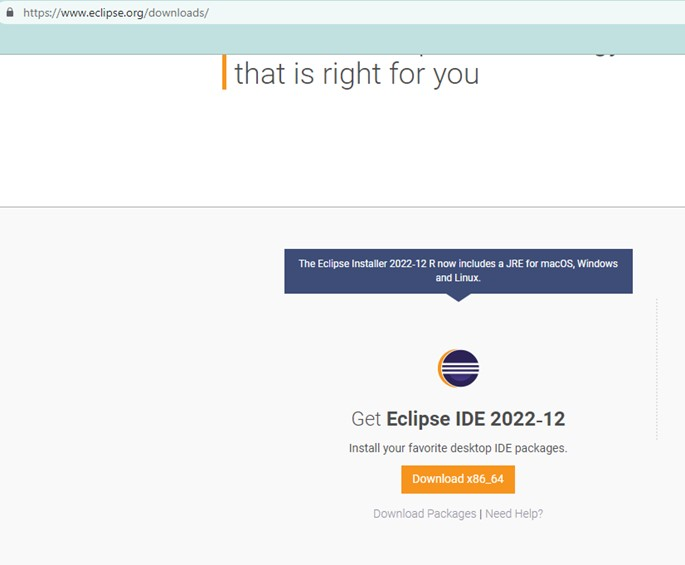 https://www.eclipse.org/downloads/
that is right for you
The Eclipse Installer 2022-12 R now includes a JRE for macOS, Windows
and Linux.
Get Eclipse IDE 2022-12
Install your favorite desktop IDE packages.
Download x86_64
Download Packages | Need Help?